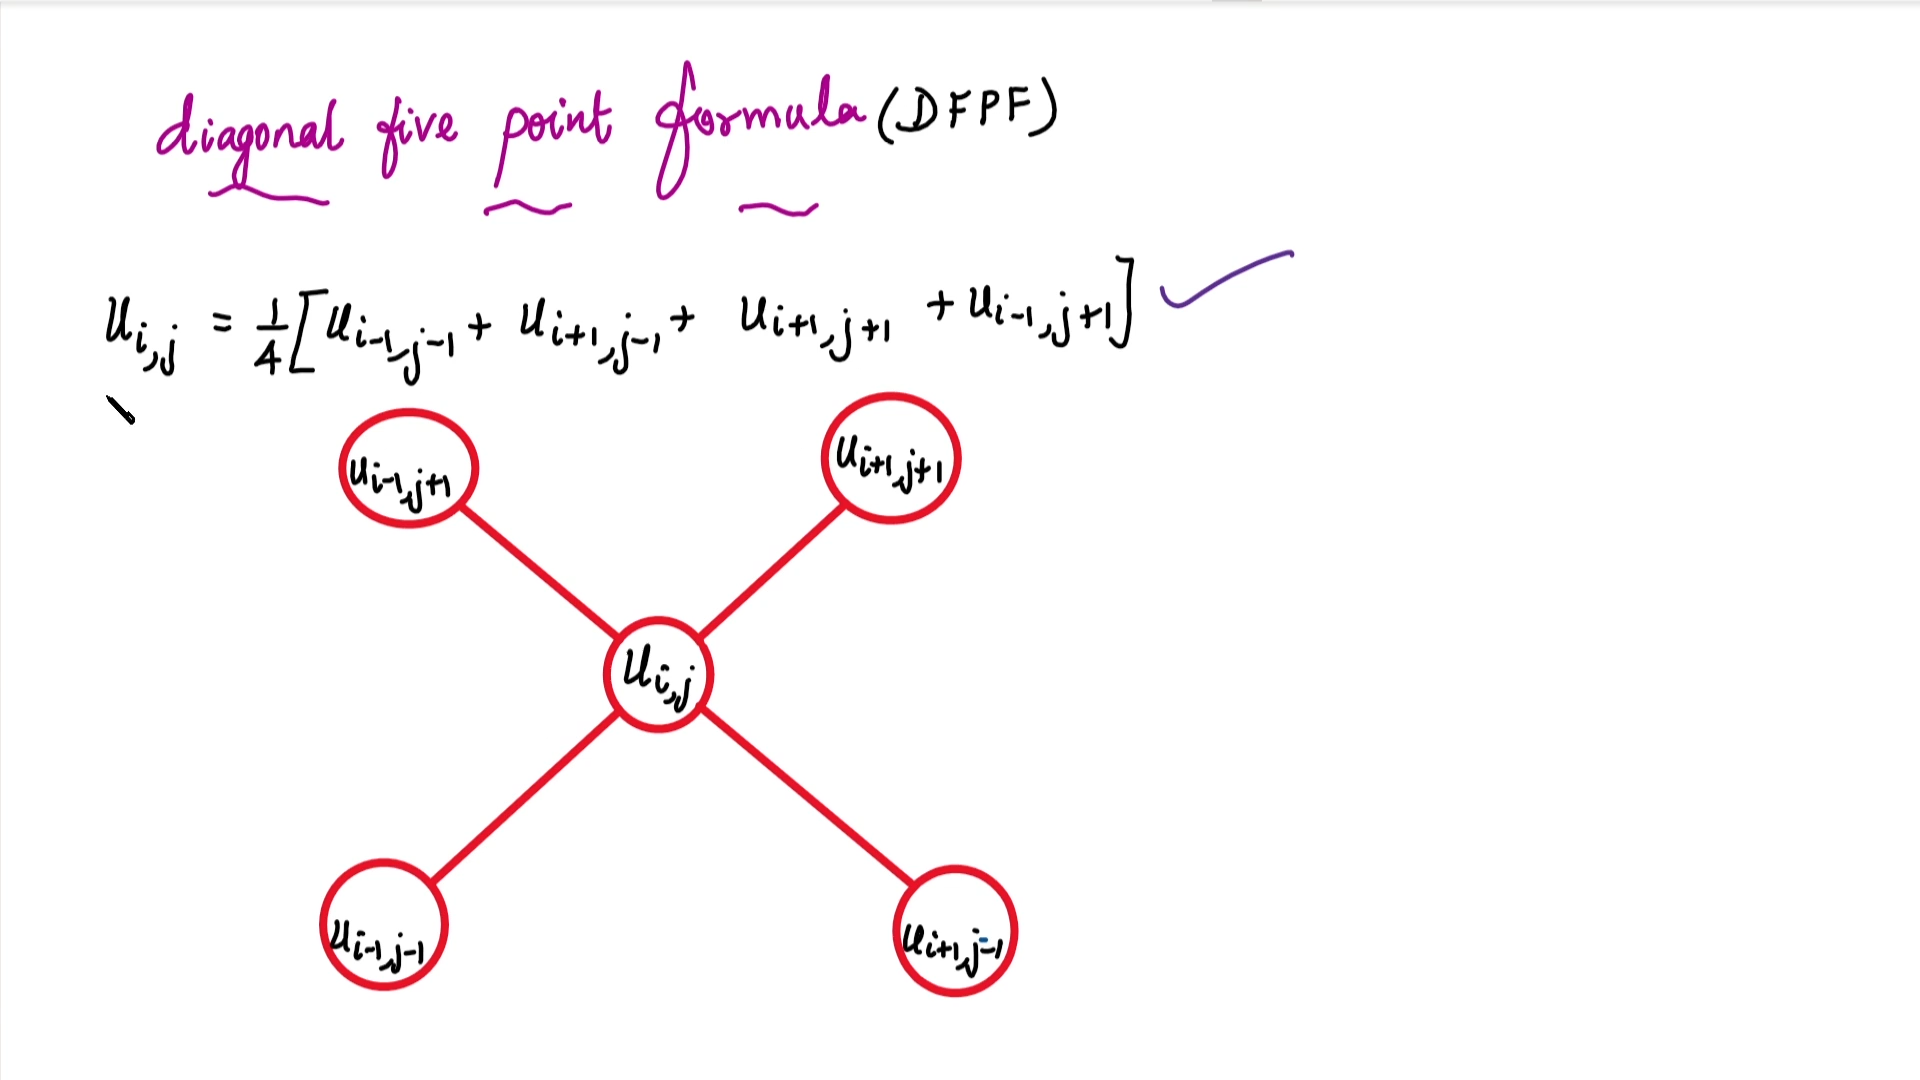 diagonal five point formula (DFPF)
u_{i,j} = 1/4 [u_{i-1,j-1} + u_{i+1,j-1} + u_{i+1,j+1} + u_{i-1,j+1}]
u_{i-1,j+1} u_{i+1,j+1}
u_{i,j}
u_{i-1,j-1} u_{i+1,j-1}